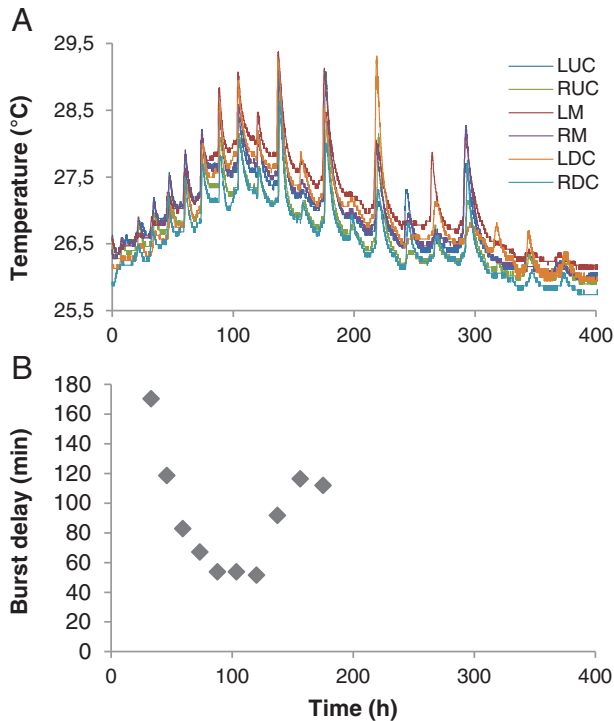 A
Temperature (°C)
29,5
28,5
27,5
26,5
25,5
0
100
200
300
400
LUC
RUC
LM
RM
LDC
RDC
B
Burst delay (min)
180
160
140
120
100
80
60
40
20
0
0
100
200
300
400
Time (h)